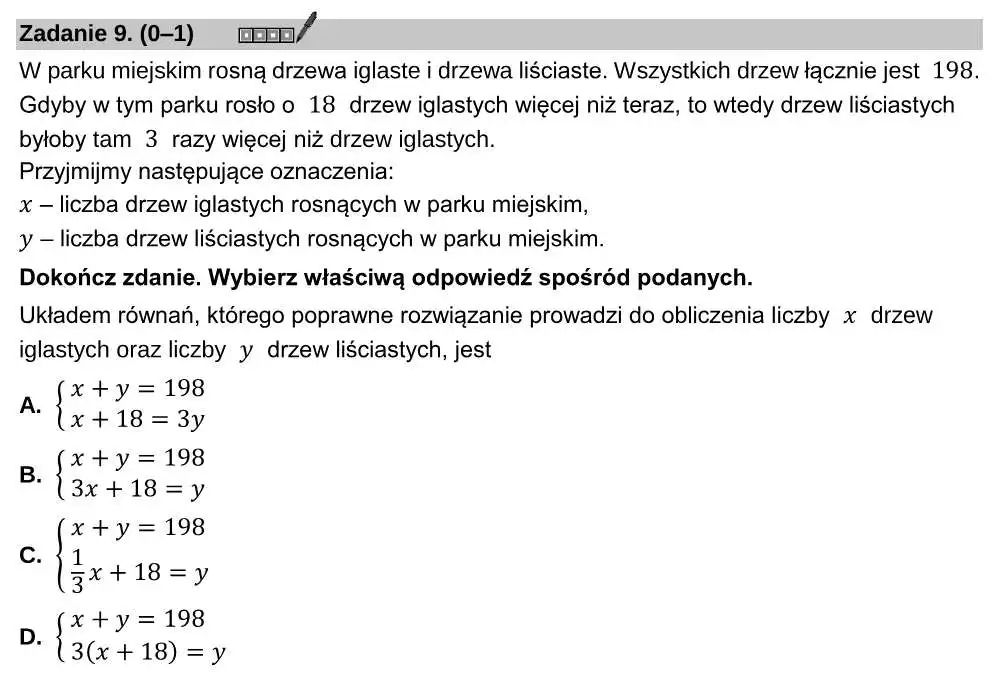 Zadanie 9. (0–1)
W parku miejskim rosną drzewa iglaste i drzewa liściaste. Wszystkich drzew łącznie jest 198.
Gdyby w tym parku rosło o 18 drzew iglastych więcej niż teraz, to wtedy drzew liściastych
byłoby tam 3 razy więcej niż drzew iglastych.
Przyjmijmy następujące oznaczenia:
x – liczba drzew iglastych rosnących w parku miejskim,
y – liczba drzew liściastych rosnących w parku miejskim.
Dokończ zdanie. Wybierz właściwą odpowiedź spośród podanych.
Układem równań, którego poprawne rozwiązanie prowadzi do obliczenia liczby x drzew
iglastych oraz liczby y drzew liściastych, jest
A. { x + y = 198
x + 18 = 3y
B. { x + y = 198
3x + 18 = y
C. { x + y = 198
1/3 x + 18 = y
D. { x + y = 198
3(x + 18) = y